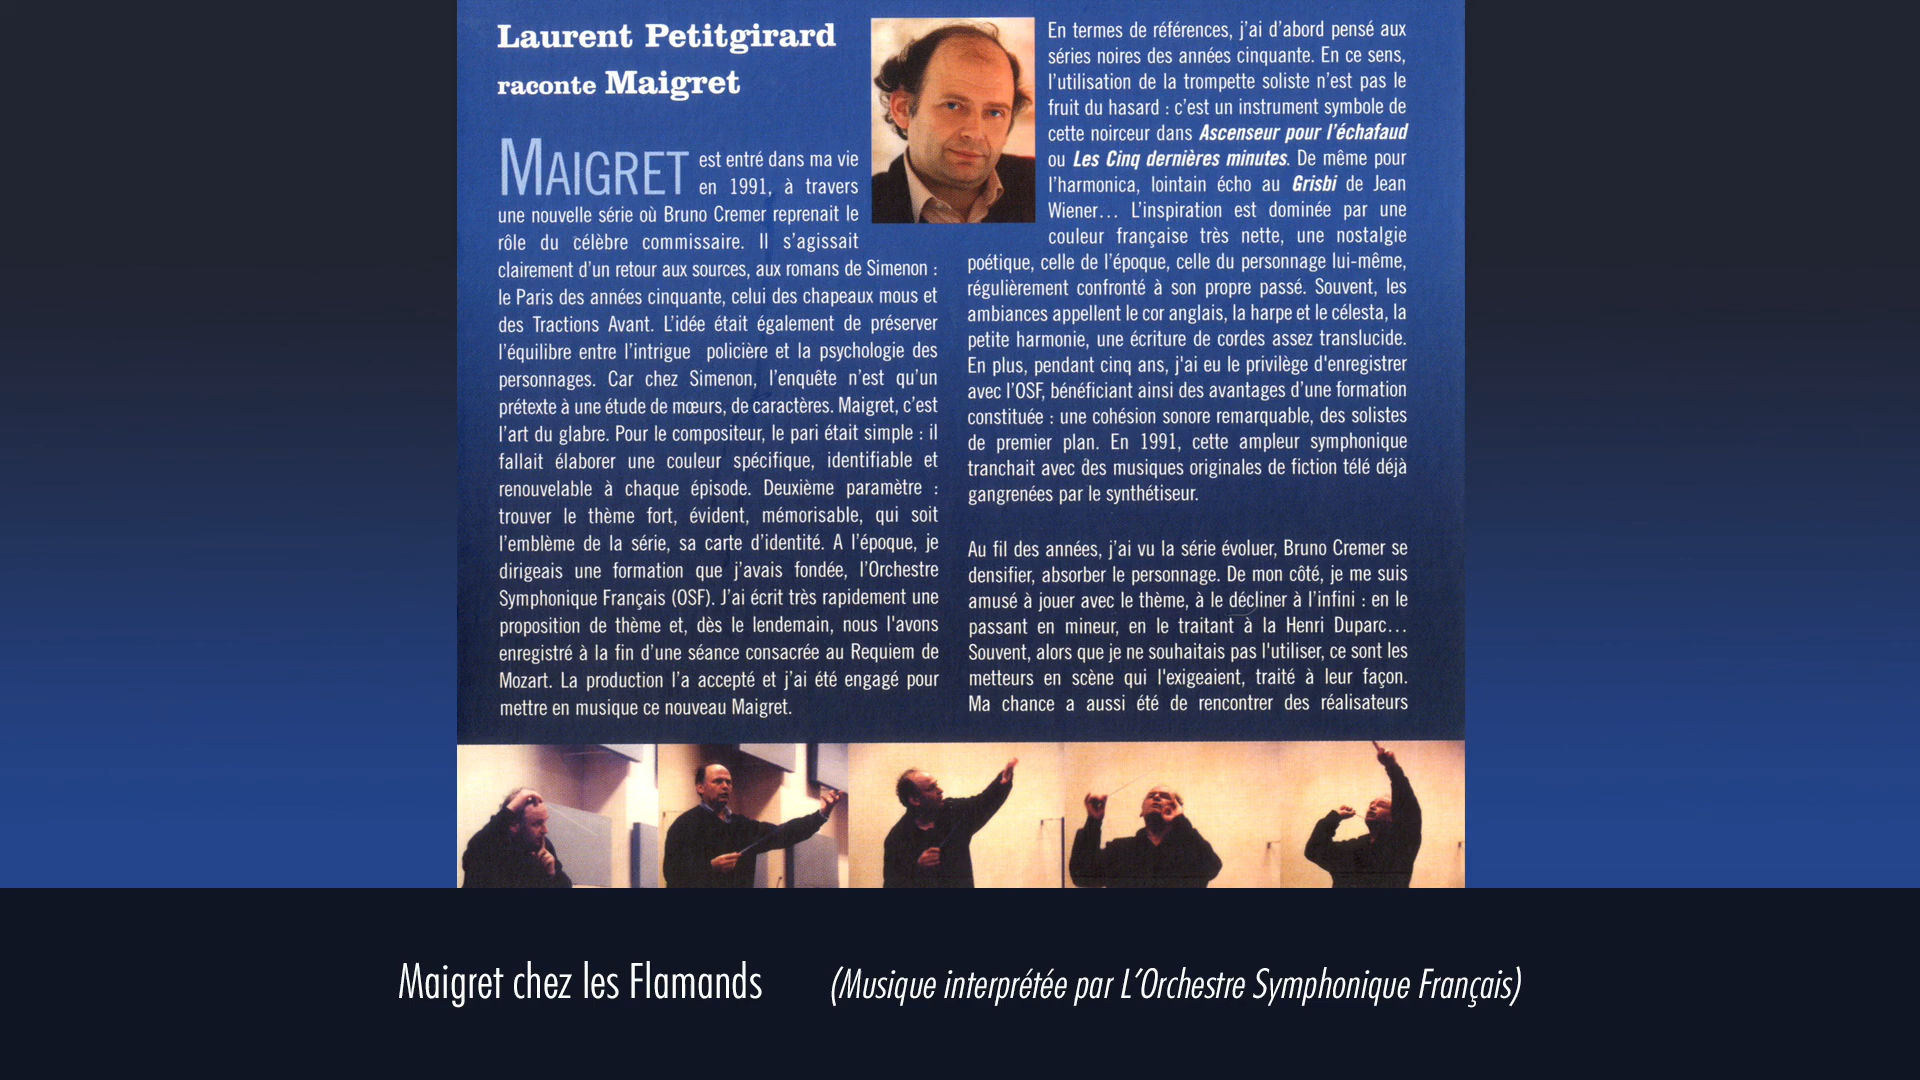 Laurent Petitgirard
raconte Maigret
MAIGRET est entré dans ma vie
en 1991, à travers
une nouvelle série où Bruno Cremer reprenait le
rôle du célèbre commissaire. Il s'agissait
clairement d'un retour aux sources, aux romans de Simenon :
le Paris des années cinquante, celui des chapeaux mous et
des Tractions Avant. L'idée était également de préserver
l'équilibre entre l'intrigue policière et la psychologie des
personnages. Car chez Simenon, l'enquête n'est qu'un
prétexte à une étude de mœurs, de caractères. Maigret, c'est
l'art du glabre. Pour le compositeur, le pari était simple : il
fallait élaborer une couleur spécifique, identifiable et
renouvelable à chaque épisode. Deuxième paramètre :
trouver le thème fort, évident, mémorisable, qui soit
l'emblème de la série, sa carte d'identité. A l'époque, je
dirigeais une formation que j'avais fondée, l'Orchestre
Symphonique Français (OSF). J'ai écrit très rapidement une
proposition de thème et, dès le lendemain, nous l'avons
enregistré à la fin d'une séance consacrée au Requiem de
Mozart. La production l'a accepté et j'ai été engagé pour
mettre en musique ce nouveau Maigret.
En termes de références, j'ai d'abord pensé aux
séries noires des années cinquante. En ce sens,
l'utilisation de la trompette soliste n'est pas le
fruit du hasard : c'est un instrument symbole de
cette noirceur dans Ascenseur pour l'échafaud
ou Les Cinq dernières minutes. De même pour
l'harmonica, lointain écho au Grisbi de Jean
Wiener... L'inspiration est dominée par une
couleur française très nette, une nostalgie
poétique, celle de l'époque, celle du personnage lui-même,
régulièrement confronté à son propre passé. Souvent, les
ambiances appellent le cor anglais, la harpe et le célesta, la
petite harmonie, une écriture de cordes assez translucide.
En plus, pendant cinq ans, j'ai eu le privilège d'enregistrer
avec l'OSF, bénéficiant ainsi des avantages d'une formation
constituée : une cohésion sonore remarquable, des solistes
de premier plan. En 1991, cette ampleur symphonique
tranchait avec des musiques originales de fiction télé déjà
gangrenées par le synthétiseur.
Au fil des années, j'ai vu la série évoluer, Bruno Cremer se
densifier, absorber le personnage. De mon côté, je me suis
amusé à jouer avec le thème, à le décliner à l'infini : en le
passant en mineur, en le traitant à la Henri Duparc...
Souvent, alors que je ne souhaitais pas l'utiliser, ce sont les
metteurs en scène qui l'exigeaient, traité à leur façon.
Ma chance a aussi été de rencontrer des réalisateurs
Maigret chez les Flamands (Musique interprétée par L'Orchestre Symphonique Français)